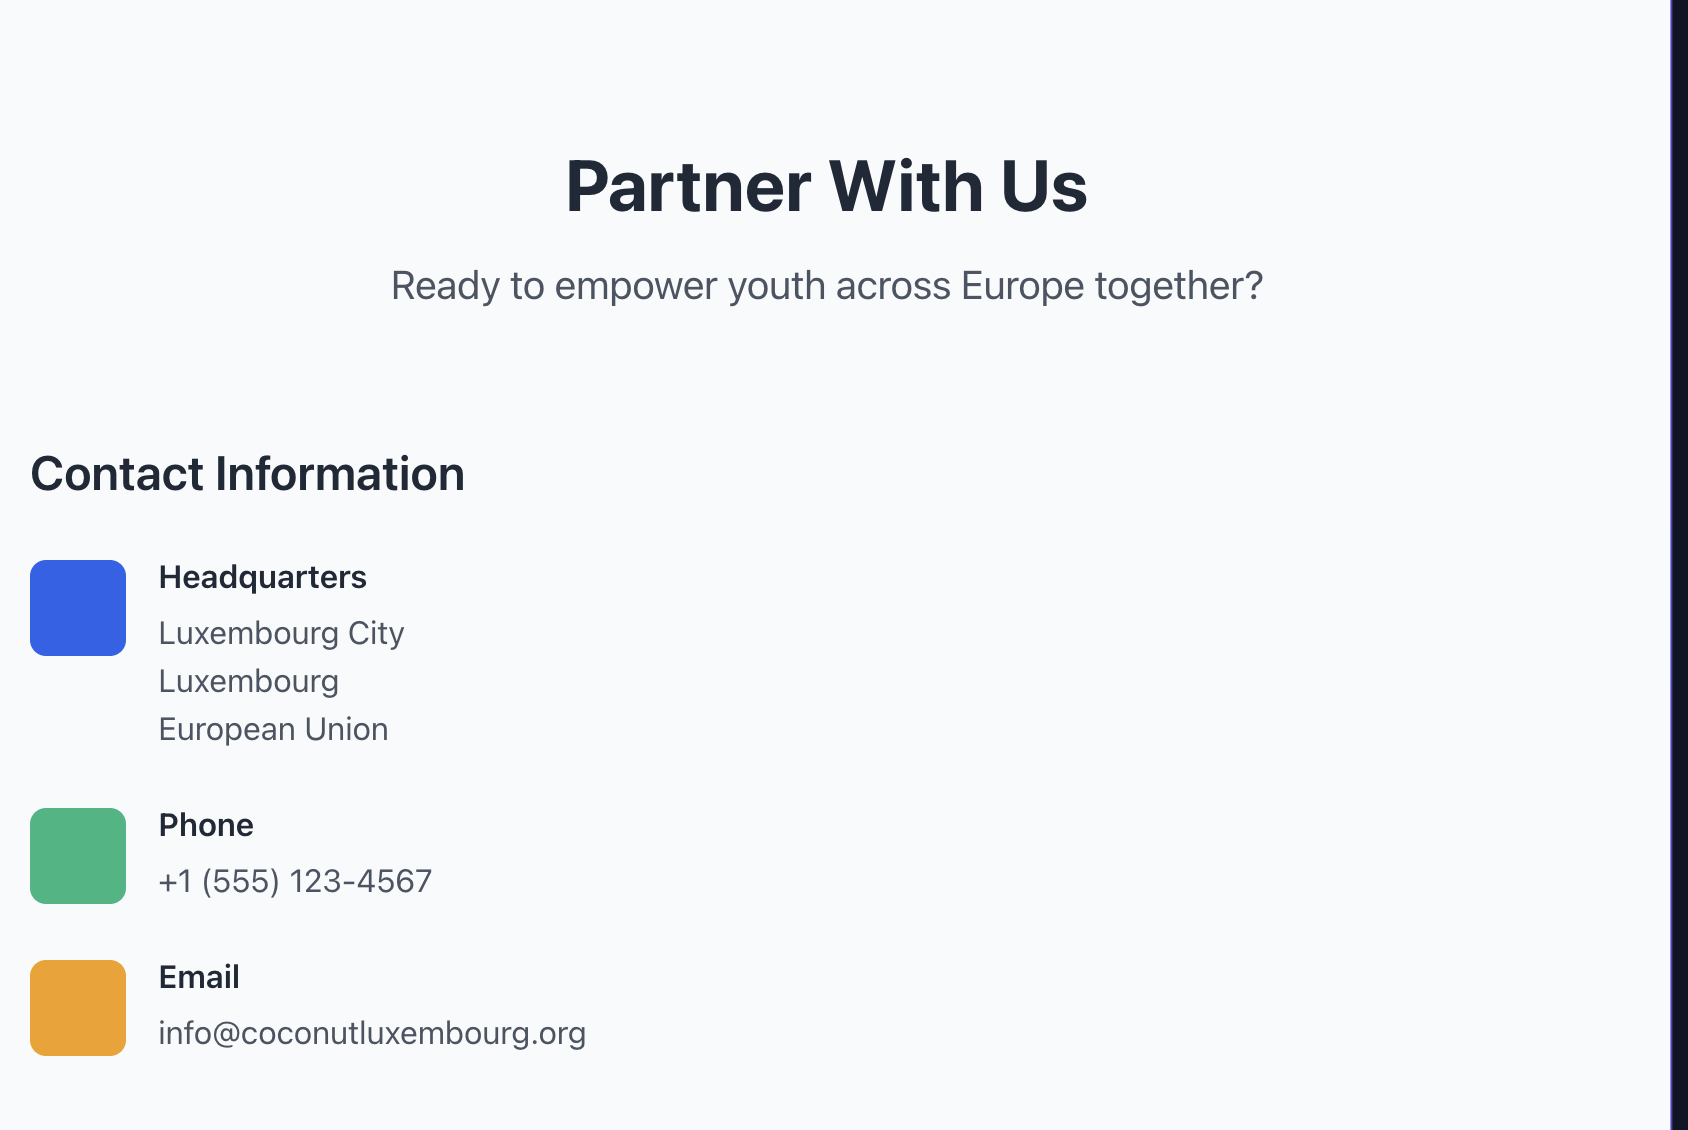 Partner With Us
Ready to empower youth across Europe together?
Contact Information
Headquarters
Luxembourg City
Luxembourg
European Union
Phone
+1 (555) 123-4567
Email
info@coconutluxembourg.org